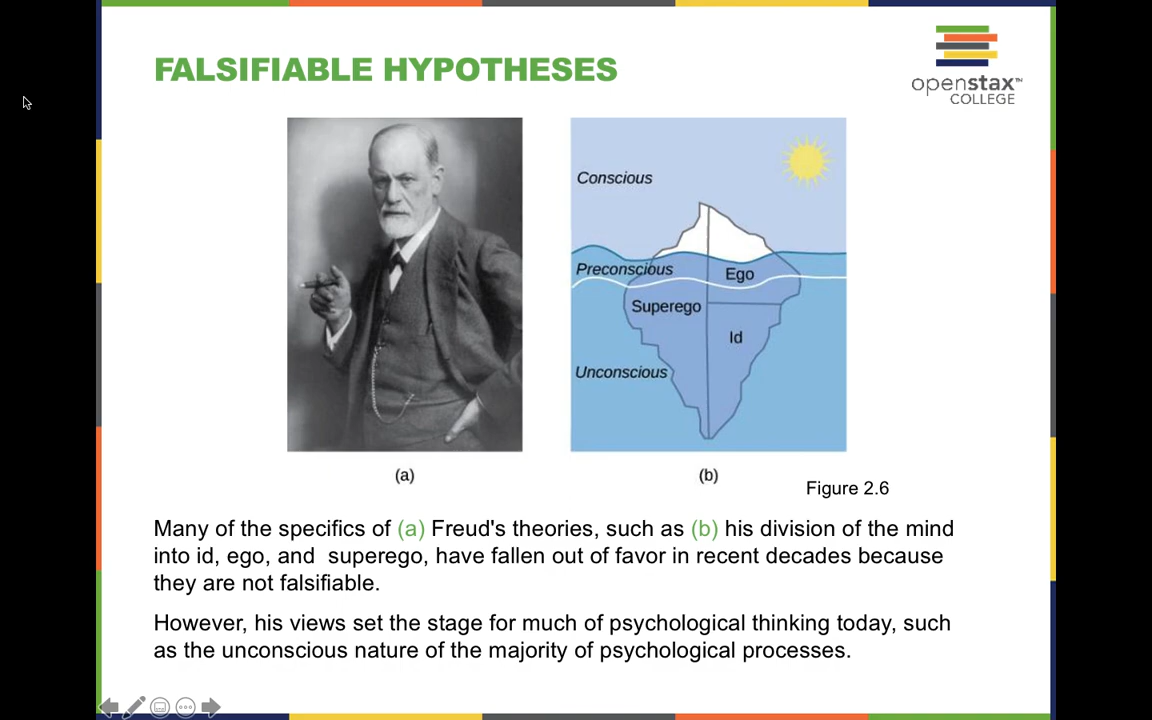 FALSIFIABLE HYPOTHESES
openstax™
COLLEGE
Conscious
Preconscious
Ego
Superego
Id
Unconscious
(a)
(b)
Figure 2.6
Many of the specifics of (a) Freud's theories, such as (b) his division of the mind
into id, ego, and  superego, have fallen out of favor in recent decades because
they are not falsifiable.
However, his views set the stage for much of psychological thinking today, such
as the unconscious nature of the majority of psychological processes.